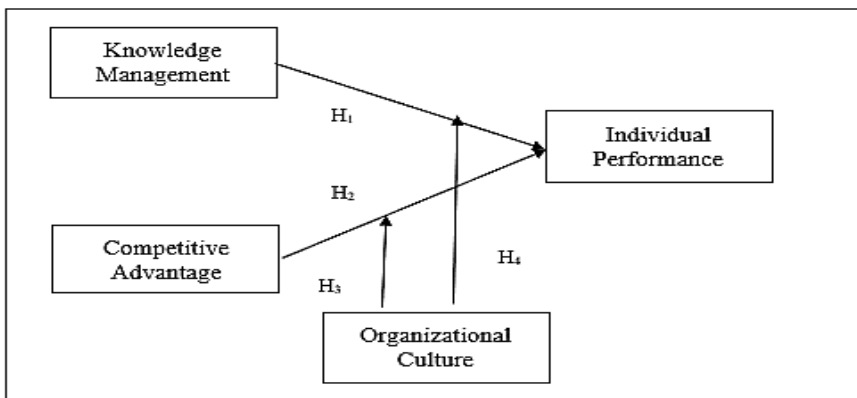 Knowledge
Management
H₁
Individual
Performance
H₂
Competitive
Advantage
H₃
H₄
Organizational
Culture